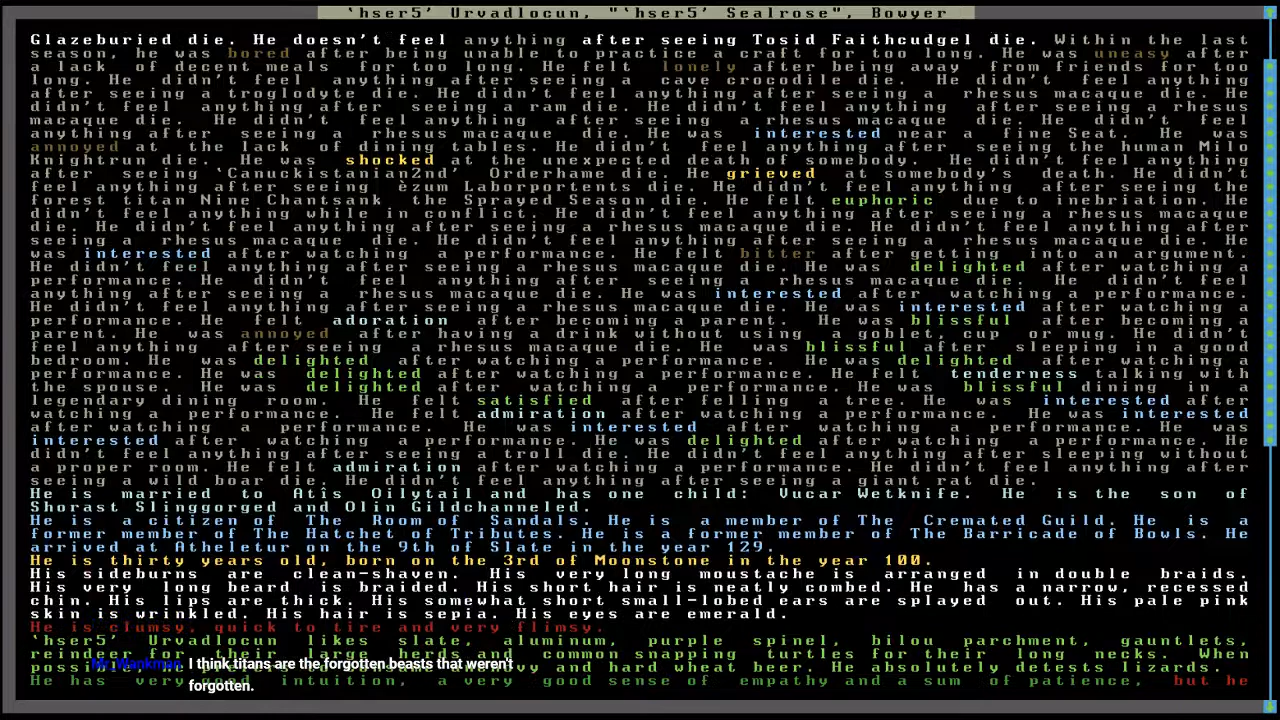 `hser5' Urvadlocun, "`hser5' Sealrose", Bowyer
Glazeburied die. He doesn't feel anything after seeing Tosid Faithcudgel die. Within the last
season, he was bored after being unable to practice a craft for too long. He was uneasy after
a lack of decent meals for too long. He felt lonely after being away from friends for too
long. He didn't feel anything after seeing a cave crocodile die. He didn't feel anything
after seeing a troglodyte die. He didn't feel anything after seeing a rhesus macaque die. He
didn't feel anything after seeing a ram die. He didn't feel anything after seeing a rhesus
macaque die. He didn't feel anything after seeing a rhesus macaque die. He didn't feel
anything after seeing a rhesus macaque die. He was interested near a fine Seat. He was
annoyed at the lack of dining tables. He didn't feel anything after seeing the human Milo
Knightrun die. He was shocked at the unexpected death of somebody. He didn't feel anything
after seeing `Canuckistanian2nd' Orderhame die. He grieved at somebody's death. He didn't
feel anything after seeing èzum Laborportents die. He didn't feel anything after seeing the
forest titan Nine Chantsank the Sprayed Season die. He felt euphoric due to inebriation. He
didn't feel anything while in conflict. He didn't feel anything after seeing a rhesus macaque
die. He didn't feel anything after seeing a rhesus macaque die. He didn't feel anything after
seeing a rhesus macaque die. He didn't feel anything after seeing a rhesus macaque die. He
was interested after watching a performance. He felt bitter after getting into an argument.
He didn't feel anything after seeing a rhesus macaque die. He was delighted after watching a
performance. He didn't feel anything after seeing a rhesus macaque die. He didn't feel
anything after seeing a rhesus macaque die. He was interested after watching a performance.
He didn't feel anything after seeing a rhesus macaque die. He was interested after watching a
performance. He felt adoration after becoming a parent. He was blissful after becoming a
parent. He was annoyed after having a drink without using a goblet, cup or mug. He didn't
feel anything after seeing a rhesus macaque die. He was blissful after sleeping in a good
bedroom. He was delighted after watching a performance. He was delighted after watching a
performance. He was delighted after watching a performance. He felt tenderness talking with
the spouse. He was delighted after watching a performance. He was blissful dining in a
legendary dining room. He felt satisfied after felling a tree. He was interested after
watching a performance. He felt admiration after watching a performance. He was interested
after watching a performance. He was interested after watching a performance. He was
interested after watching a performance. He was delighted after watching a performance. He
didn't feel anything after seeing a troll die. He didn't feel anything after sleeping without
a proper room. He felt admiration after watching a performance. He didn't feel anything after
seeing a wild boar die. He didn't feel anything after seeing a giant rat die.
He is married to Atîs Oilytail and has one child: Vucar Wetknife. He is the son of
Shorast Slinggorged and Olin Gildchanneled.
He is a citizen of The Room of Sandals. He is a member of The Cremated Guild. He is a
former member of The Hatchet of Tributes. He is a former member of The Barricade of Bowls. He
arrived at Atheletur on the 9th of Slate in the year 129.
He is thirty years old, born on the 3rd of Moonstone in the year 100.
His sideburns are clean-shaven. His very long moustache is arranged in double braids.
His very long beard is braided. His short hair is neatly combed. He has a narrow, recessed
chin. His lips are thick. His somewhat short small-lobed ears are splayed out. His pale pink
skin is wrinkled. His hair is sepia. His eyes are emerald.
He is clumsy, quick to tire and very flimsy.
`hser5' Urvadlocun likes slate, aluminum, purple spinel, bilou parchment, gauntlets,
reindeer for their large herds and common snapping turtles for their long necks. When
and hard wheat beer. He absolutely detests lizards.
He has very good intuition, a very good sense of empathy and a sum of patience, but he
Mr_Wankman I think titans are the forgotten beasts that weren't
forgotten.